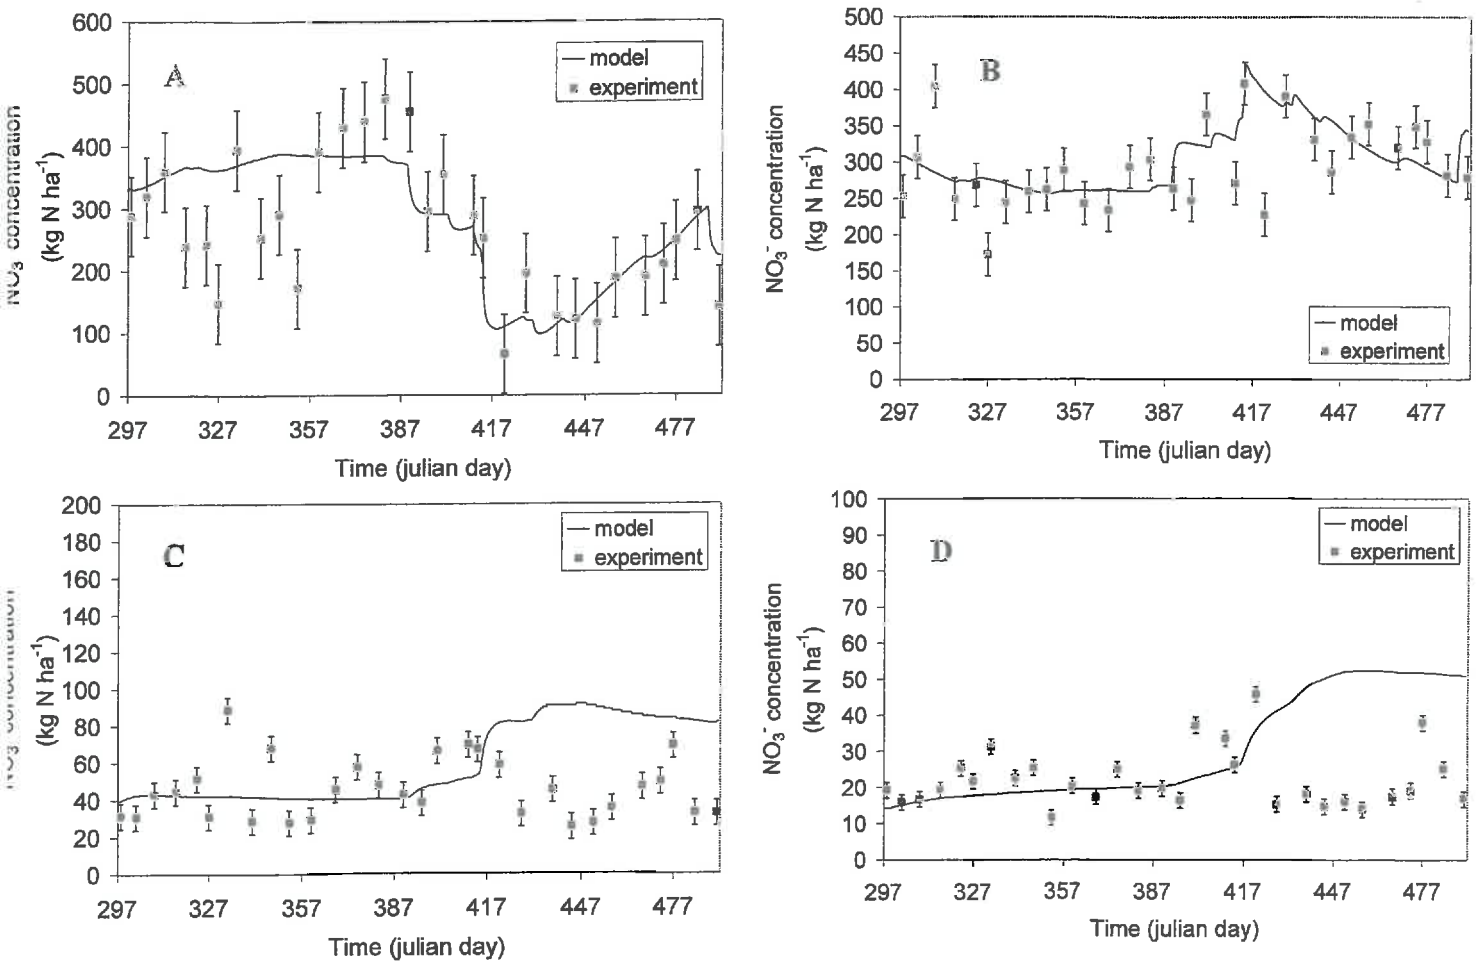 A
600
500
400
300
200
100
0
NO3 concentration
(kg N ha-1)
model
experiment
297 327 357 387 417 447 477
Time (julian day)
B
500
450
400
350
300
250
200
150
100
50
0
NO3- concentration
(kg N ha-1)
model
experiment
297 327 357 387 417 447 477
Time (julian day)
C
200
180
160
140
120
100
80
60
40
20
0
(kg N ha-1)
model
experiment
297 327 357 387 417 447 477
Time (julian day)
D
100
90
80
70
60
50
40
30
20
10
0
NO3- concentration
(kg N ha-1)
model
experiment
297 327 357 387 417 447 477
Time (julian day)